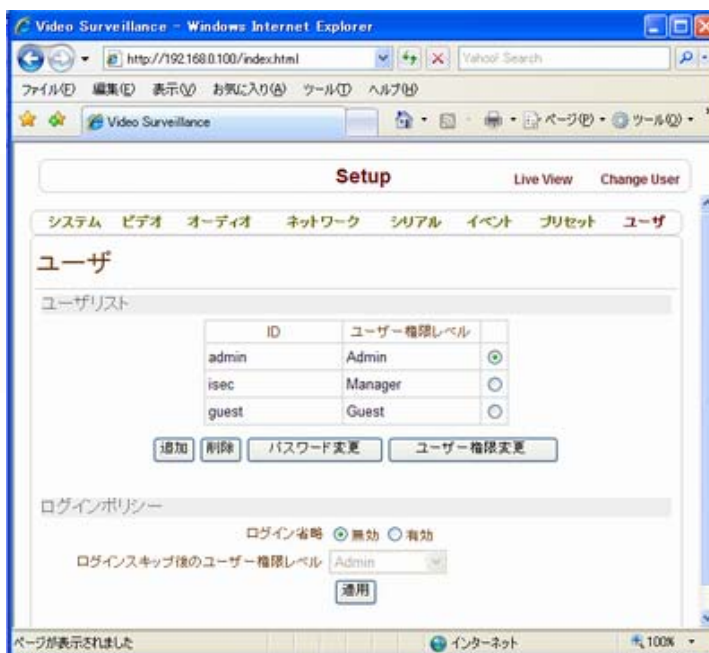 Video Surveillance - Windows Internet Explorer
http://192.168.0.100/index.html
Yahoo! Search
ファイル(F) 編集(E) 表示(V) お気に入り(A) ツール(T) ヘルプ(H)
Video Surveillance
ページ(P)
ツール(O)
Setup
Live View
Change User
システム ビデオ オーディオ ネットワーク シリアル イベント プリセット ユーザ
ユーザ
ユーザリスト
ID ユーザー権限レベル
admin Admin
isec Manager
guest Guest
追加 削除 パスワード変更 ユーザー権限変更
ログインポリシー
ログイン省略 無効 有効
ログインスキップ後のユーザー権限レベル Admin
適用
ページが表示されました
インターネット
100%